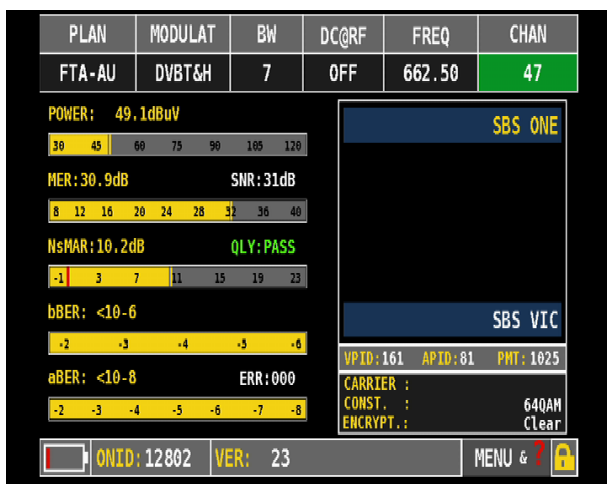 PLAN MODULAT BW DC@RF FREQ CHAN
FTA-AU DVBT&H 7 OFF 662.50 47
POWER: 49.1dBuV
30 45 60 75 90 105 120
MER:30.9dB SNR:31dB
8 12 16 20 24 28 32 36 40
NsMAR:10.2dB QLY:PASS
-1 3 7 11 15 19 23
bBER: <10-6
-2 -3 -4 -5 -6
aBER: <10-8 ERR:000
-2 -3 -4 -5 -6 -7 -8
SBS ONE
SBS VIC
VPID:161 APID:81 PMT:1025
CARRIER :
CONST. : 64QAM
ENCRYPT.: Clear
ONID:12802 VER: 23 MENU & ?